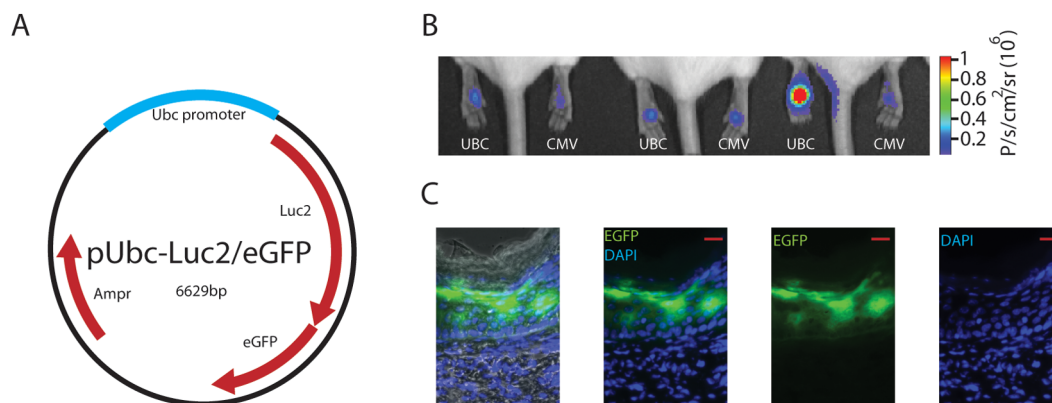 A
Ubc promoter
Luc2
pUbc-Luc2/eGFP
Ampr
6629bp
eGFP
B
UBC
CMV
UBC
CMV
UBC
CMV
1
0.8
0.6
0.4
0.2
P/s/cm²/sr (10⁶)
C
EGFP
DAPI
EGFP
DAPI